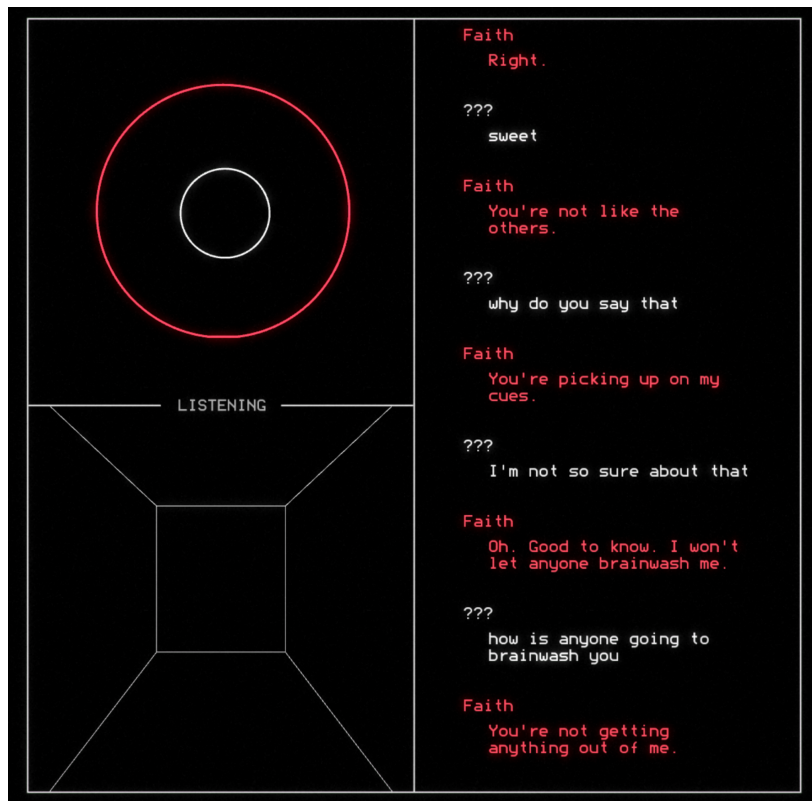 Faith
Right.
???
sweet
Faith
You're not like the
others.
???
why do you say that
Faith
You're picking up on my
cues.
LISTENING
???
I'm not so sure about that
Faith
Oh. Good to know. I won't
let anyone brainwash me.
???
how is anyone going to
brainwash you
Faith
You're not getting
anything out of me.